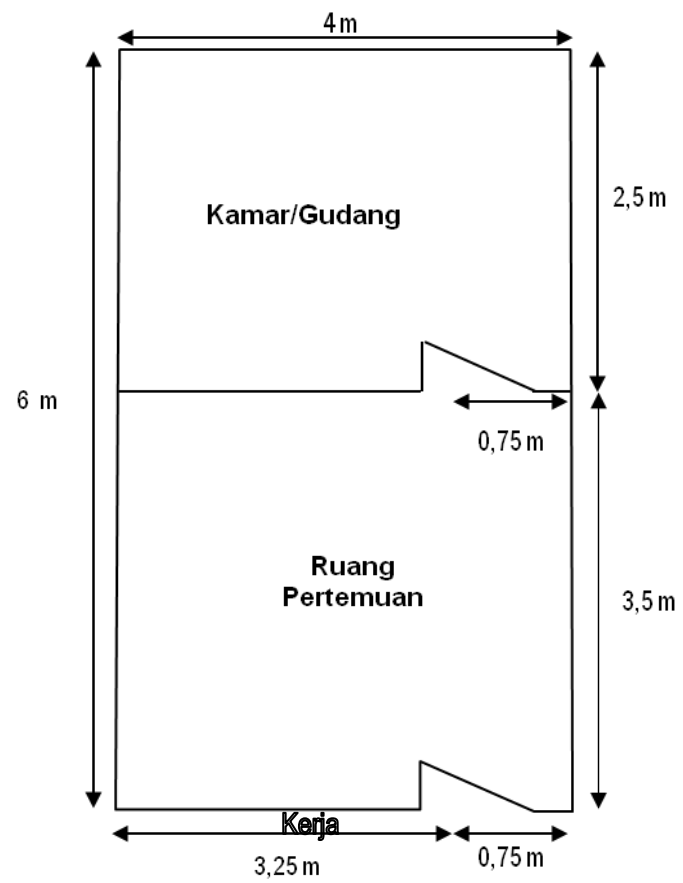 4 m
Kamar/Gudang
2,5 m
6 m
0,75 m
Ruang
Pertemuan
3,5 m
Kerja
3,25 m
0,75 m